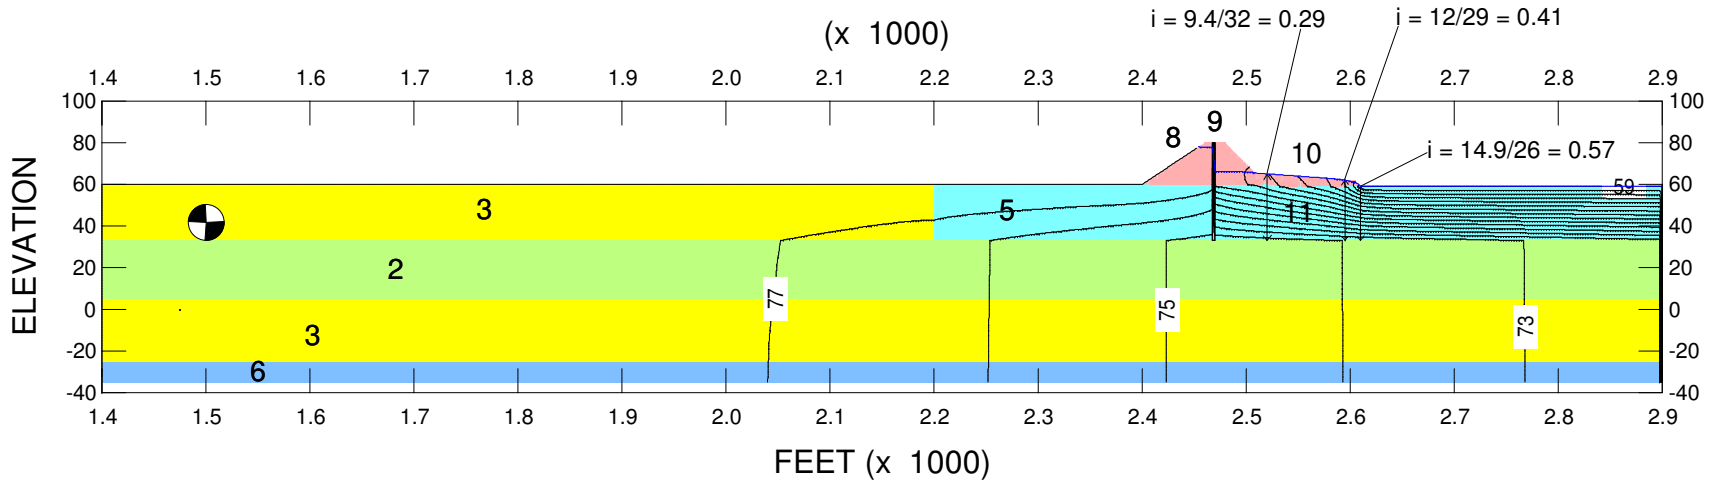 i = 9.4/32 = 0.29
i = 12/29 = 0.41
(x 1000)
1.4 1.5 1.6 1.7 1.8 1.9 2.0 2.1 2.2 2.3 2.4 2.5 2.6 2.7 2.8 2.9
100 100
9
80 8 80
10
i = 14.9/26 = 0.57
60 59 60
3 5 11
40 40
20 2 20
77 75 73
0 0
3
-20 -20
6
-40 -40
ELEVATION
1.4 1.5 1.6 1.7 1.8 1.9 2.0 2.1 2.2 2.3 2.4 2.5 2.6 2.7 2.8 2.9
FEET (x 1000)